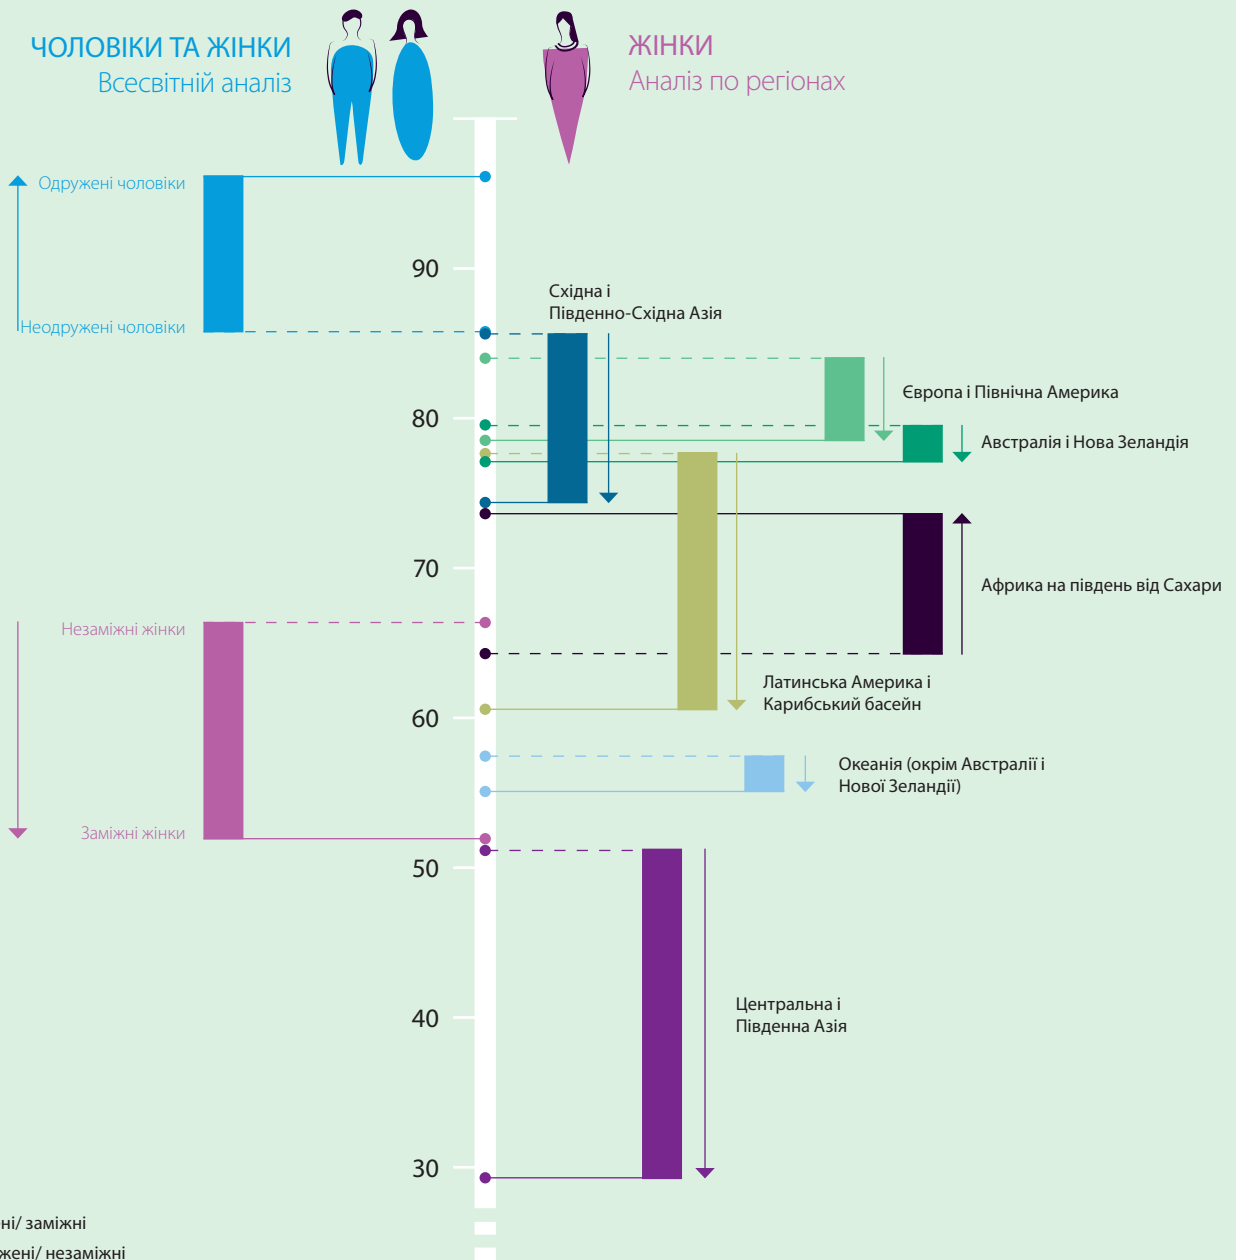 ЧОЛОВІКИ ТА ЖІНКИ
Всесвітній аналіз
ЖІНКИ
Аналіз по регіонах
Одружені чоловіки
90
Східна і
Південно-Східна Азія
Неодружені чоловіки
Європа і Північна Америка
80
Австралія і Нова Зеландія
70
Африка на південь від Сахари
Незаміжні жінки
Латинська Америка і
Карибський басейн
60
Океанія (окрім Австралії і
Нової Зеландії)
Заміжні жінки
50
Центральна і
Південна Азія
40
30
ені/ заміжні
жені/ незаміжні